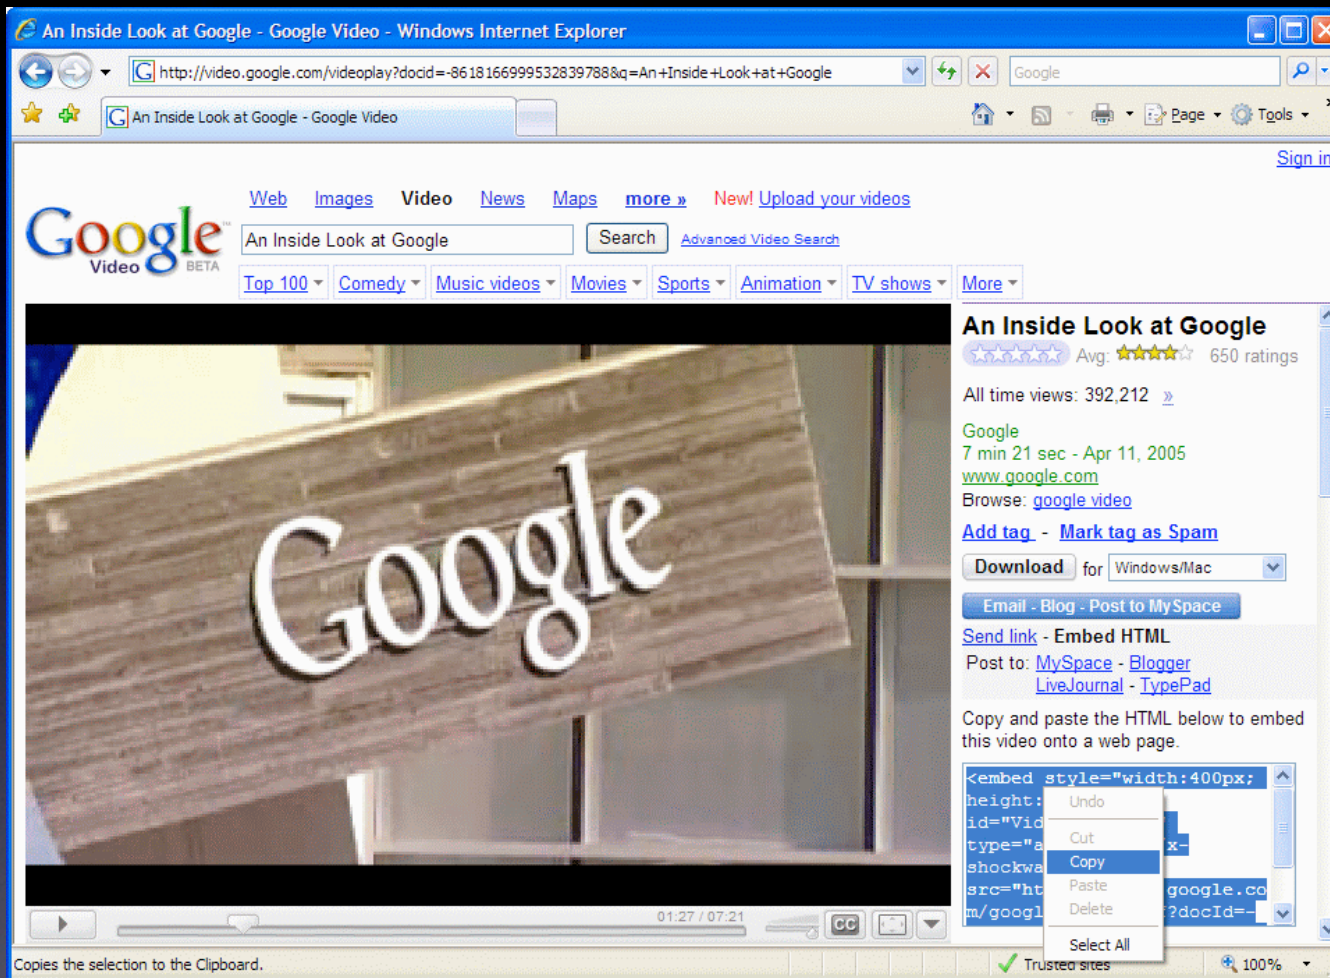 An Inside Look at Google - Google Video - Windows Internet Explorer
http://video.google.com/videoplay?docid=-8618166999532839788&q=An+Inside+Look+at+Google
Google
An Inside Look at Google - Google Video
Page
Tools
Sign in
Web Images Video News Maps more » New! Upload your videos
Google™
Video BETA
An Inside Look at Google
Search
Advanced Video Search
Top 100 Comedy Music videos Movies Sports Animation TV shows More
Google
An Inside Look at Google
Avg: 650 ratings
All time views: 392,212 »
Google
7 min 21 sec - Apr 11, 2005
www.google.com
Browse: google video
Add tag - Mark tag as Spam
Download for Windows/Mac
Email - Blog - Post to MySpace
Send link - Embed HTML
Post to: MySpace - Blogger
LiveJournal - TypePad
Copy and paste the HTML below to embed
this video onto a web page.
<embed style="width:400px;
height:
id="Vid
type="a x-
shockwa
src="ht google.co
m/googl ?docId=-
Undo
Cut
Copy
Paste
Delete
Select All
01:27 / 07:21
CC
Copies the selection to the Clipboard.
Trusted sites
100%